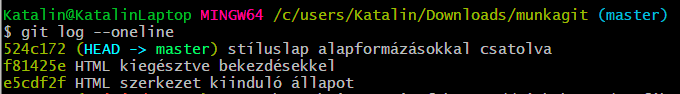 Katalin@KatalinLaptop MINGW64 /c/users/Katalin/Downloads/munkagit (master)
$ git log --oneline
524c172 (HEAD -> master) stíluslap alapformázásokkal csatolva
f81425e HTML kiegésztve bekezdésekkel
e5cdf2f HTML szerkezet kiinduló állapot